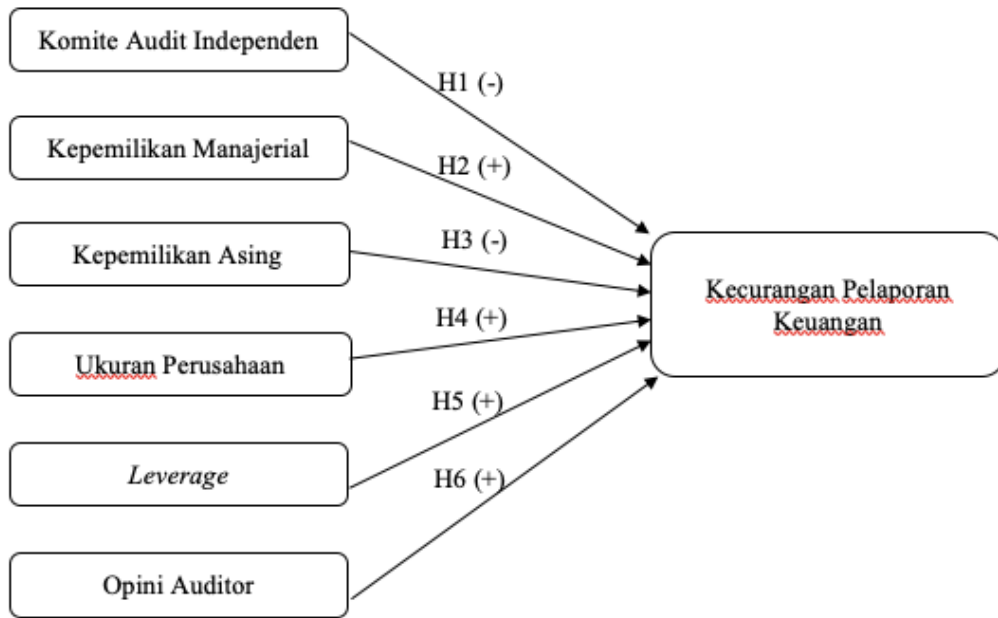 Komite Audit Independen
H1 (-)
Kepemilikan Manajerial
H2 (+)
Kepemilikan Asing
H3 (-)
Kecurangan Pelaporan
Keuangan
Ukuran Perusahaan
H4 (+)
Leverage
H5 (+)
Opini Auditor
H6 (+)